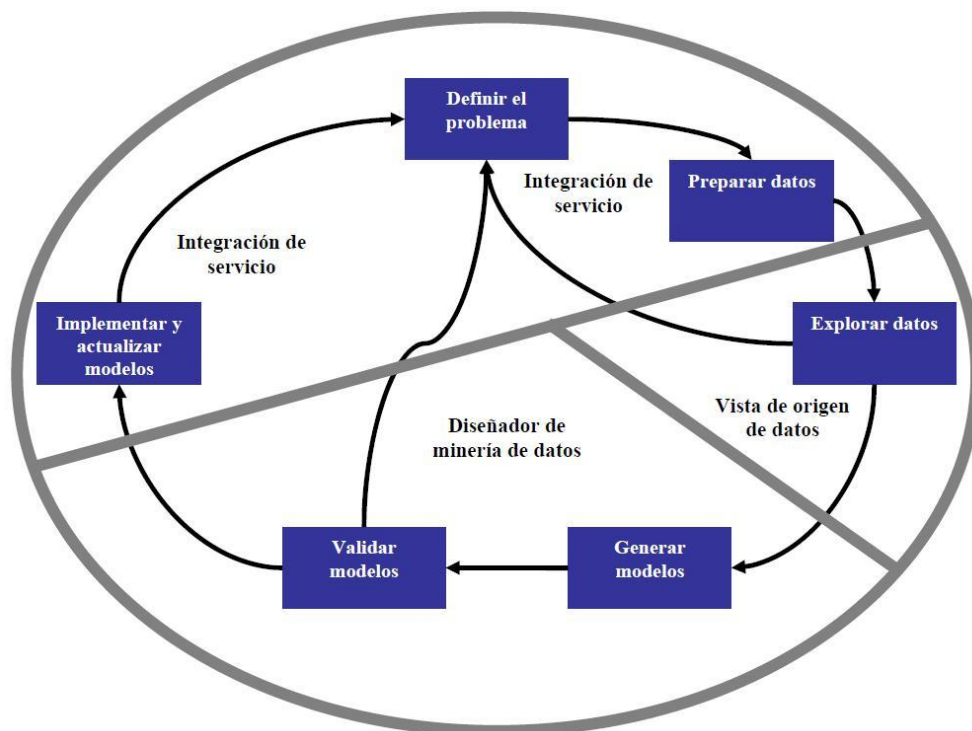 Definir el
problema
Preparar datos
Integración de
servicio
Integración de
servicio
Implementar y
actualizar
modelos
Explorar datos
Vista de origen
de datos
Diseñador de
minería de datos
Validar
modelos
Generar
modelos